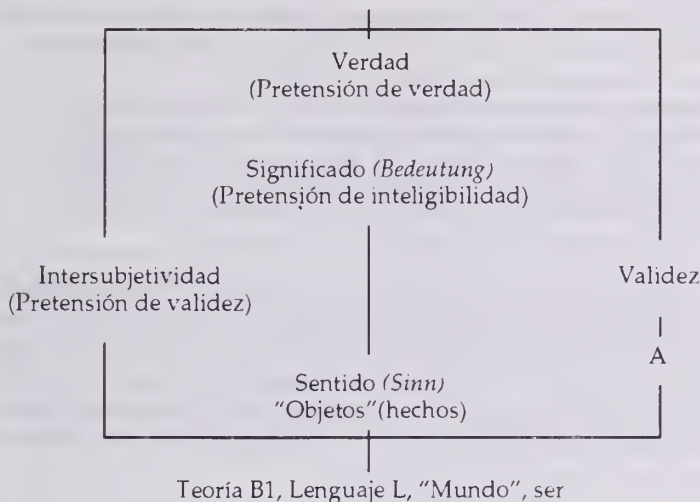 Verdad
(Pretensión de verdad)
Significado (Bedeutung)
(Pretensión de inteligibilidad)
Intersubjetividad
(Pretensión de validez)
Validez
A
Sentido (Sinn)
"Objetos"(hechos)
Teoría B1, Lenguaje L, "Mundo", ser